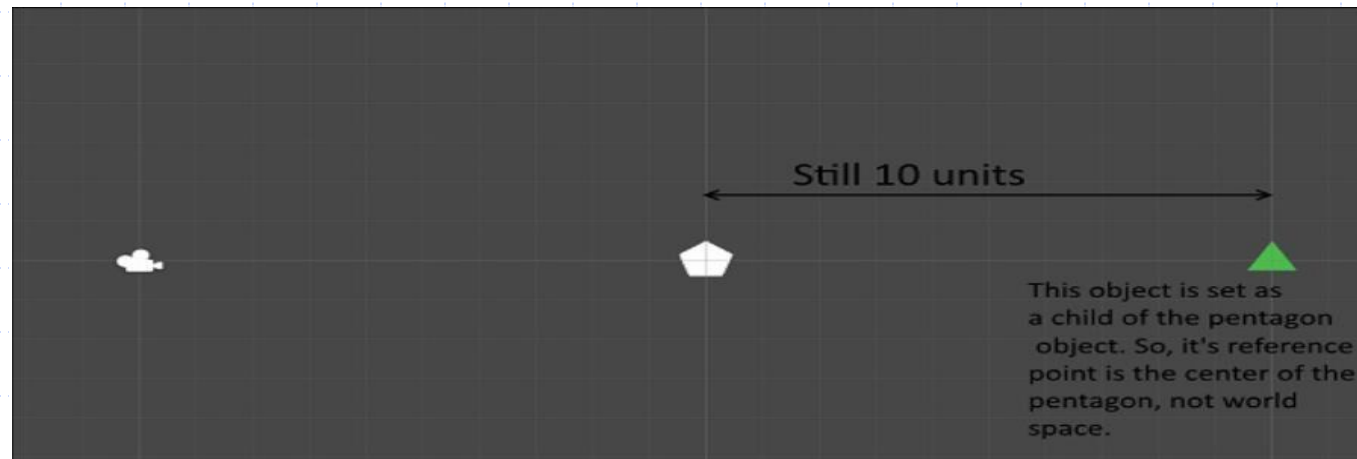 Still 10 units
This object is set as
a child of the pentagon
object. So, it's reference
point is the center of the
pentagon, not world
space.